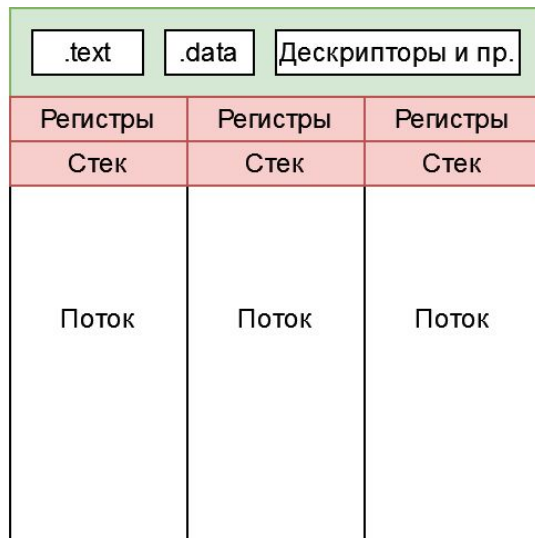 .text .data Дескрипторы и пр.
Регистры Регистры Регистры
Стек Стек Стек
Поток Поток Поток